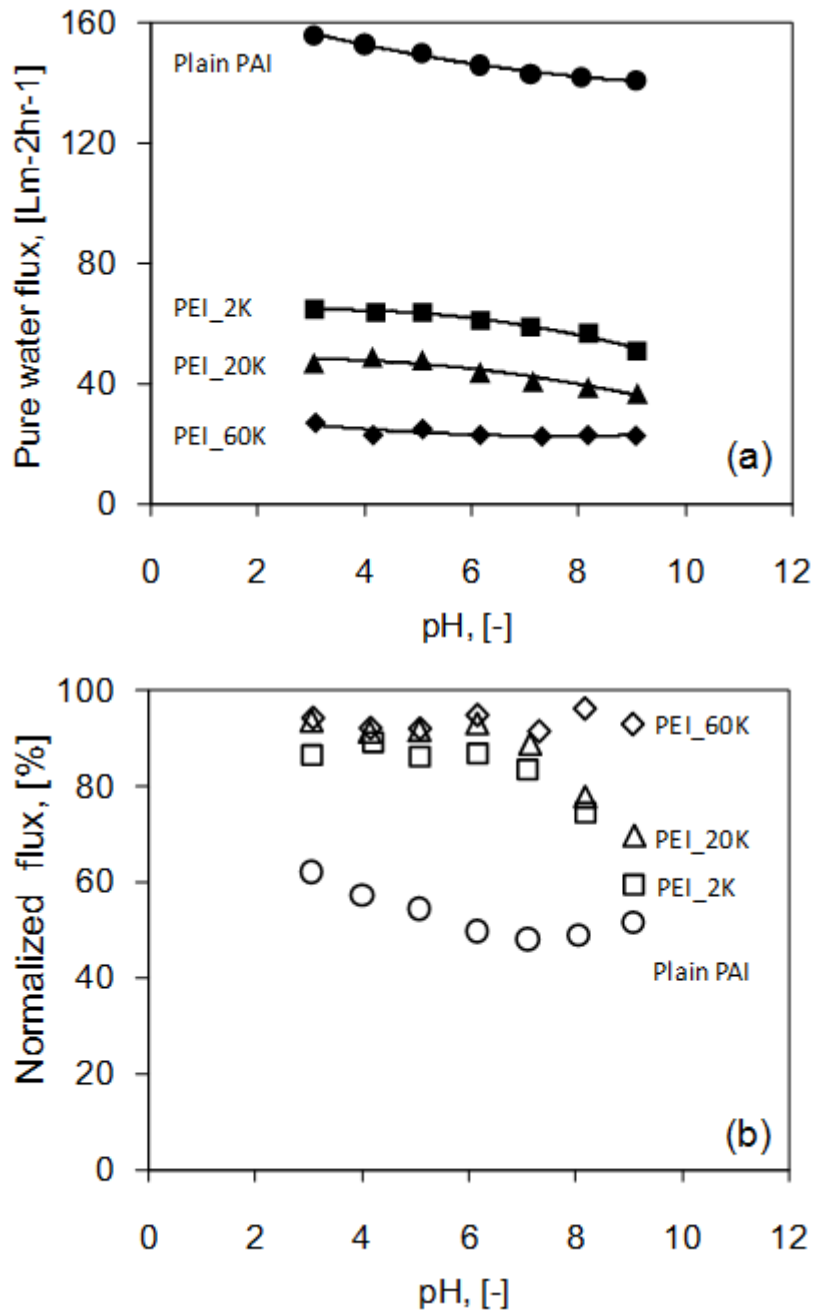 160
Plain PAI
120
80
PEI_2K
PEI_20K
40
PEI_60K
0
(a)
0 2 4 6 8 10 12
Pure water flux, [Lm-2hr-1]
pH, [-]
100
PEI_60K
80
PEI_20K
60
PEI_2K
Plain PAI
40
20
(b)
0
0 2 4 6 8 10 12
Normalized flux, [%]
pH, [-]